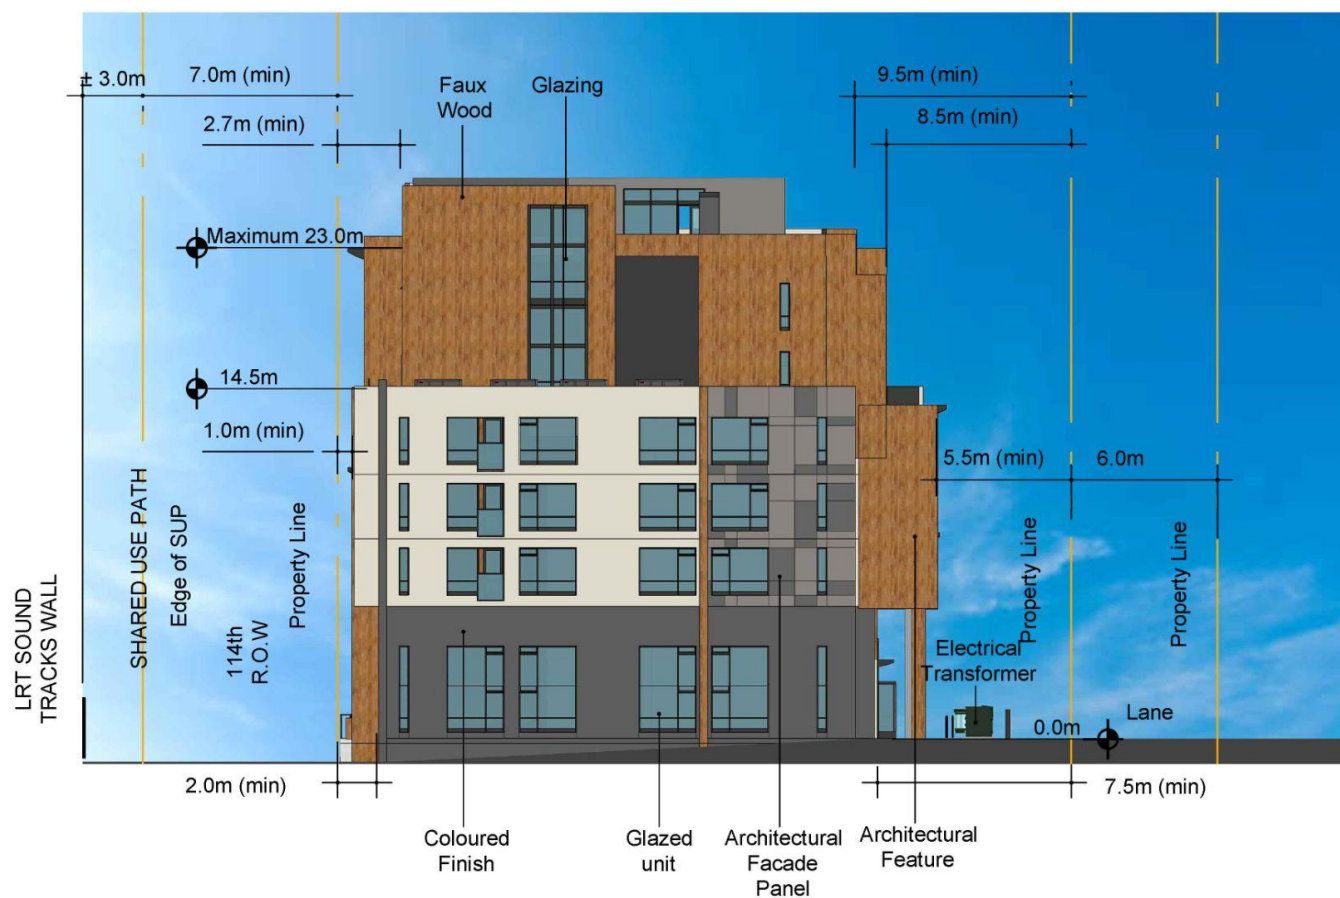 ± 3.0m
7.0m (min)
2.7m (min)
Faux
Wood
Glazing
9.5m (min)
8.5m (min)
Maximum 23.0m
14.5m
1.0m (min)
5.5m (min)
6.0m
LRT SOUND
TRACKS WALL
SHARED USE PATH
Edge of SUP
114th
R.O.W
Property Line
Property Line
Property Line
Electrical
Transformer
0.0m
Lane
2.0m (min)
7.5m (min)
Coloured
Finish
Glazed
unit
Architectural
Facade
Panel
Architectural
Feature